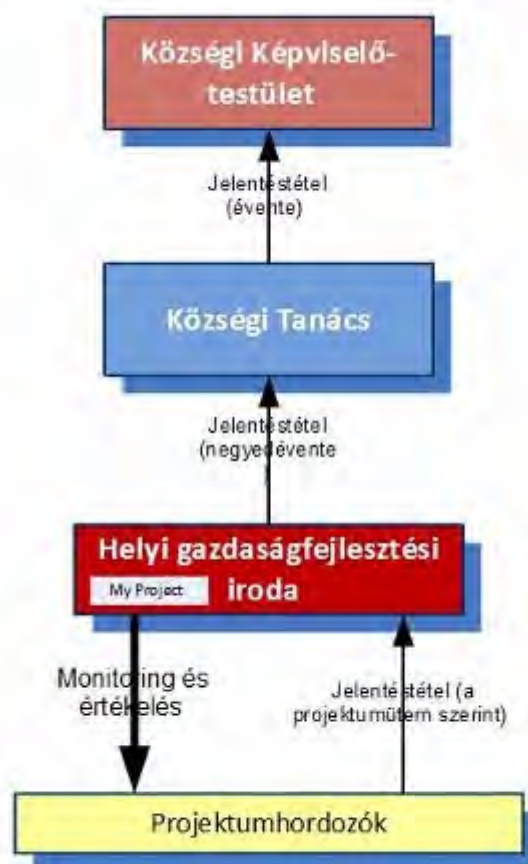 Községi Képviselő-
testület
Jelentéstétel
(évente)
Községi Tanács
Jelentéstétel
(negyedévente
)
Helyi gazdaságfejlesztési
My Project iroda
Monitoring és
értékelés
Jelentéstétel (a
projektumütem szerint)
Projektumhordozók